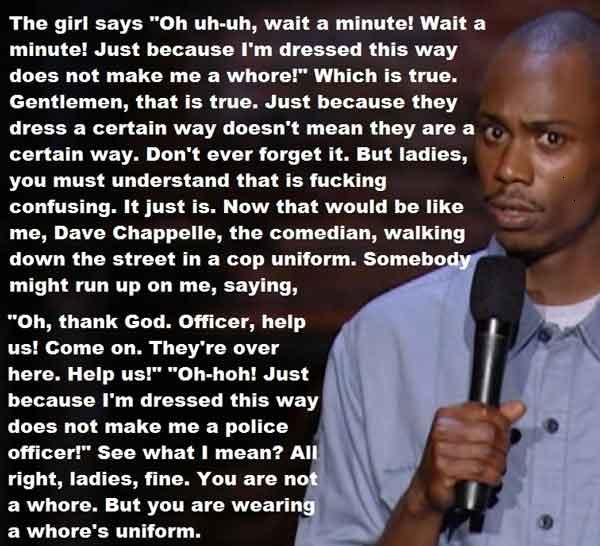 The girl says "Oh uh-uh, wait a minute! Wait a
minute! Just because I'm dressed this way
does not make me a whore!" Which is true.
Gentlemen, that is true. Just because they
dress a certain way doesn't mean they are a
certain way. Don't ever forget it. But ladies,
you must understand that is fucking
confusing. It just is. Now that would be like
me, Dave Chappelle, the comedian, walking
down the street in a cop uniform. Somebody
might run up on me, saying,
"Oh, thank God. Officer, help
us! Come on. They're over
here. Help us!" "Oh-hoh! Just
because I'm dressed this way
does not make me a police
officer!" See what I mean? All
right, ladies, fine. You are not
a whore. But you are wearing
a whore's uniform.